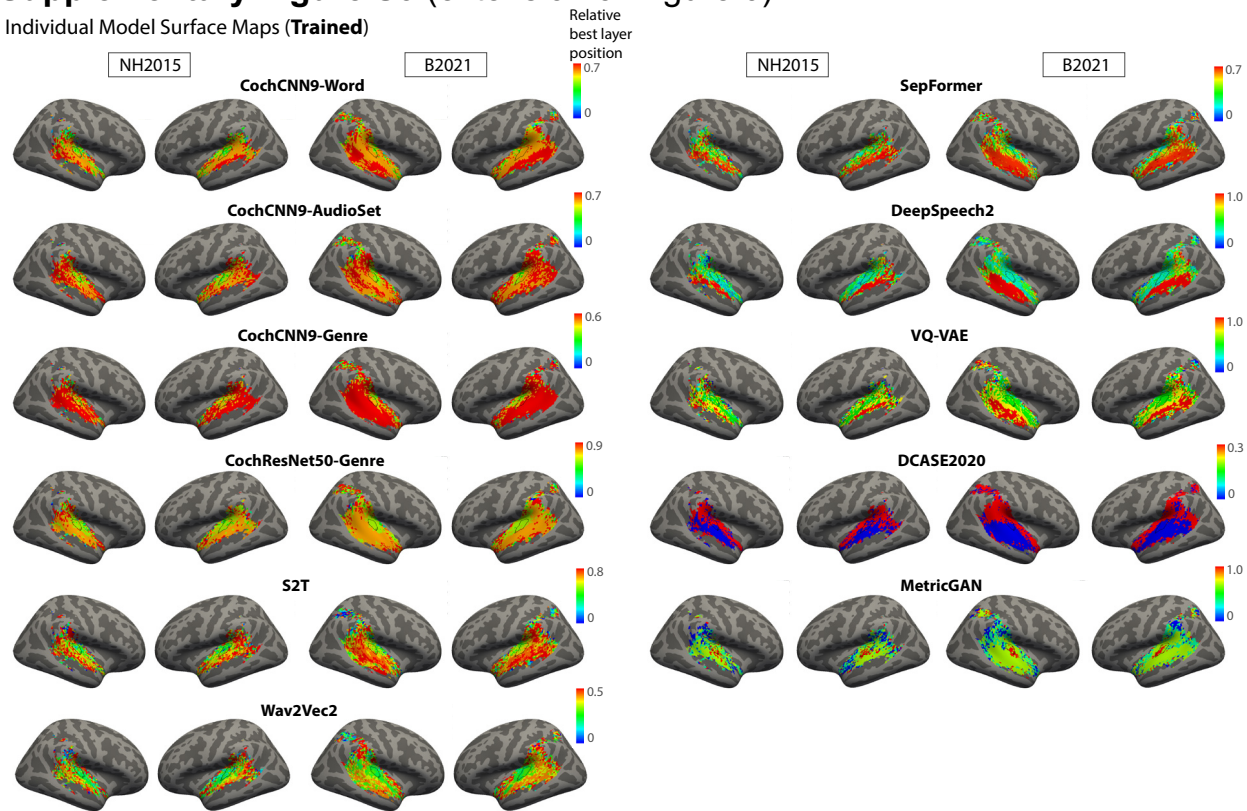 Individual Model Surface Maps (Trained)
Relative
best layer
position
NH2015
B2021
0.7
0
CochCNN9-Word
0.7
0
CochCNN9-AudioSet
0.6
0
CochCNN9-Genre
0.9
0
CochResNet50-Genre
0.8
0
S2T
0.5
0
Wav2Vec2
NH2015
B2021
0.7
0
SepFormer
1.0
0
DeepSpeech2
1.0
0
VQ-VAE
0.3
0
DCASE2020
1.0
0
MetricGAN